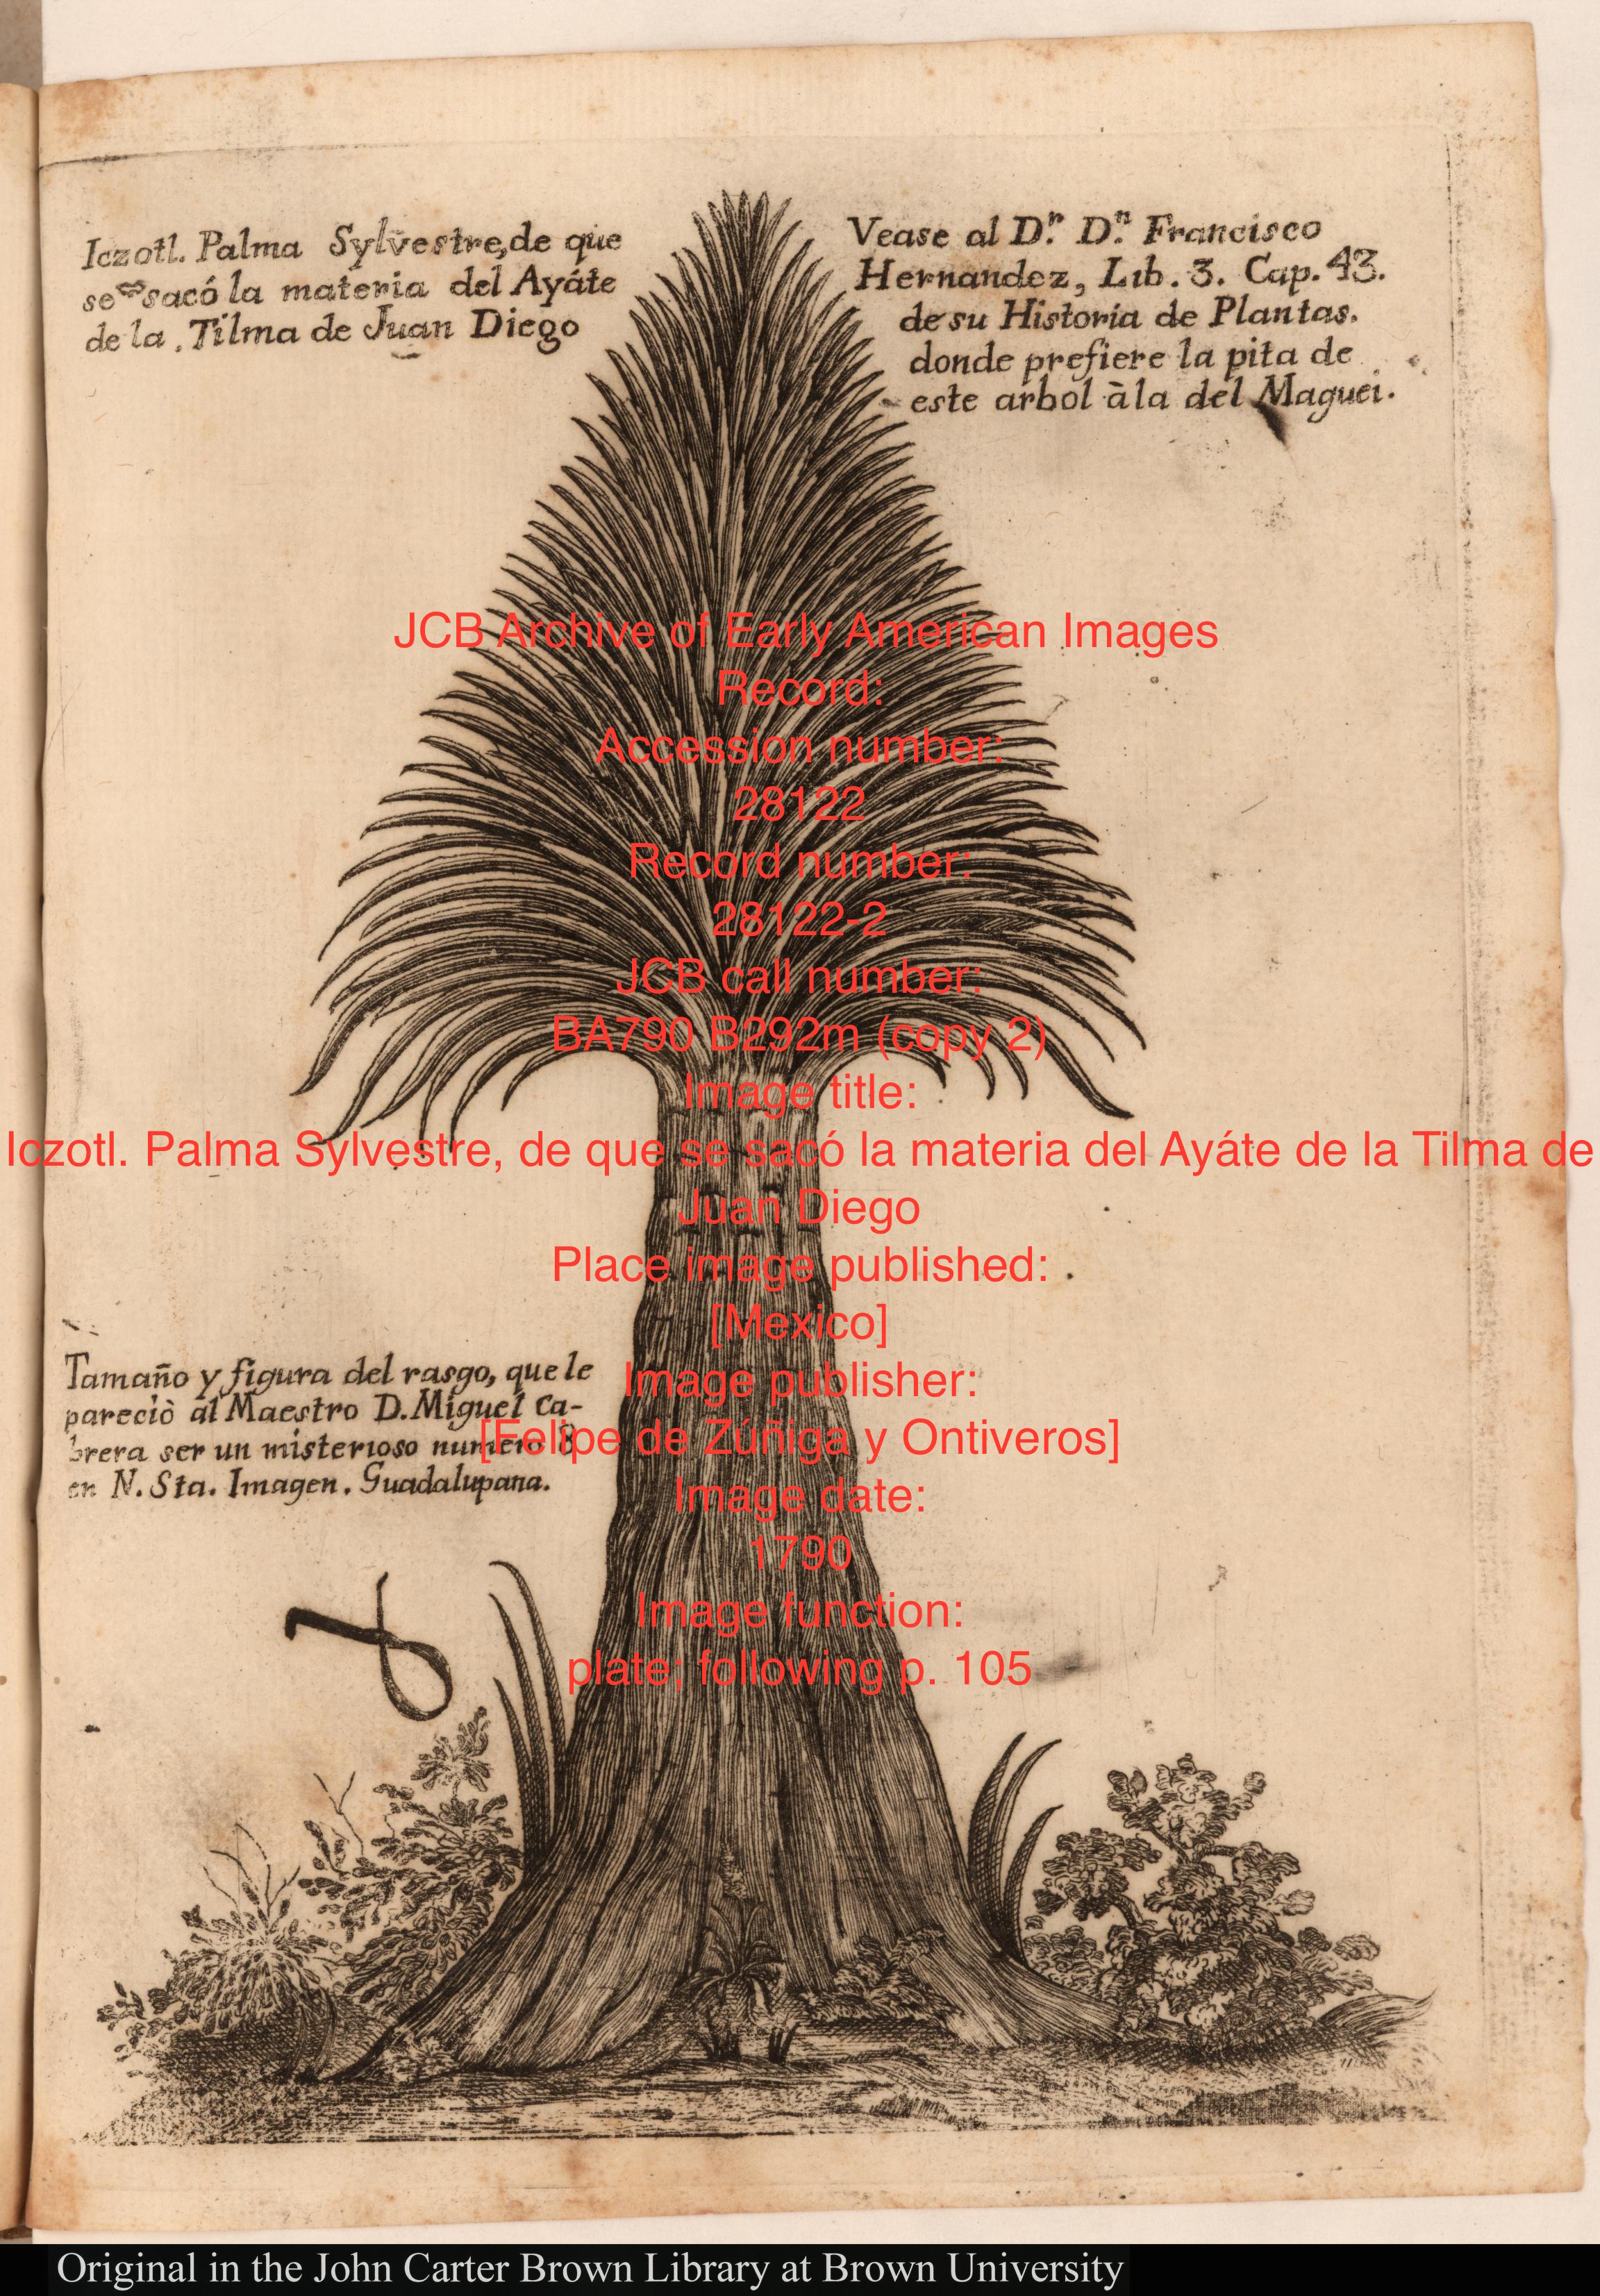 Iczotl. Palma Sylvestre, de que
se sacó la materia del Ayáte
de la . Tilma de Juan Diego
Vease al D.r D.n Francisco
Hernandez, Lib. 3. Cap. 43.
de su Historia de Plantas.
donde prefiere la pita de
este arbol à la del Maguei.
JCB Archive of Early American Images
Record:
Accession number:
28122
Record number:
28122-2
JCB call number:
BA790 B292m (copy 2)
Image title:
Iczotl. Palma Sylvestre, de que se sacó la materia del Ayáte de la Tilma de
Juan Diego
Place image published:
[Mexico]
Image publisher:
[Felipe de Zúñiga y Ontiveros]
Image date:
1790
Image function:
plate; following p. 105
Tamaño y figura del rasgo, que le
pareciò al Maestro D. Miguel Ca-
brera ser un misterioso numero 8
en N. Sta. Imagen. Guadalupana.
8
Original in the John Carter Brown Library at Brown University